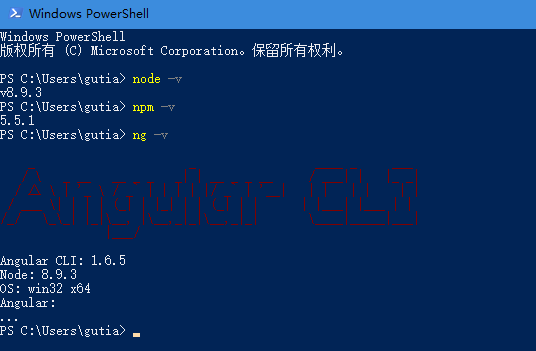 Windows PowerShell
Windows PowerShell
版权所有 (C) Microsoft Corporation。保留所有权利。
PS C:\Users\gutia> node -v
v8.9.3
PS C:\Users\gutia> npm -v
5.5.1
PS C:\Users\gutia> ng -v
Angular CLI
Angular CLI: 1.6.5
Node: 8.9.3
OS: win32 x64
Angular:
...
PS C:\Users\gutia>